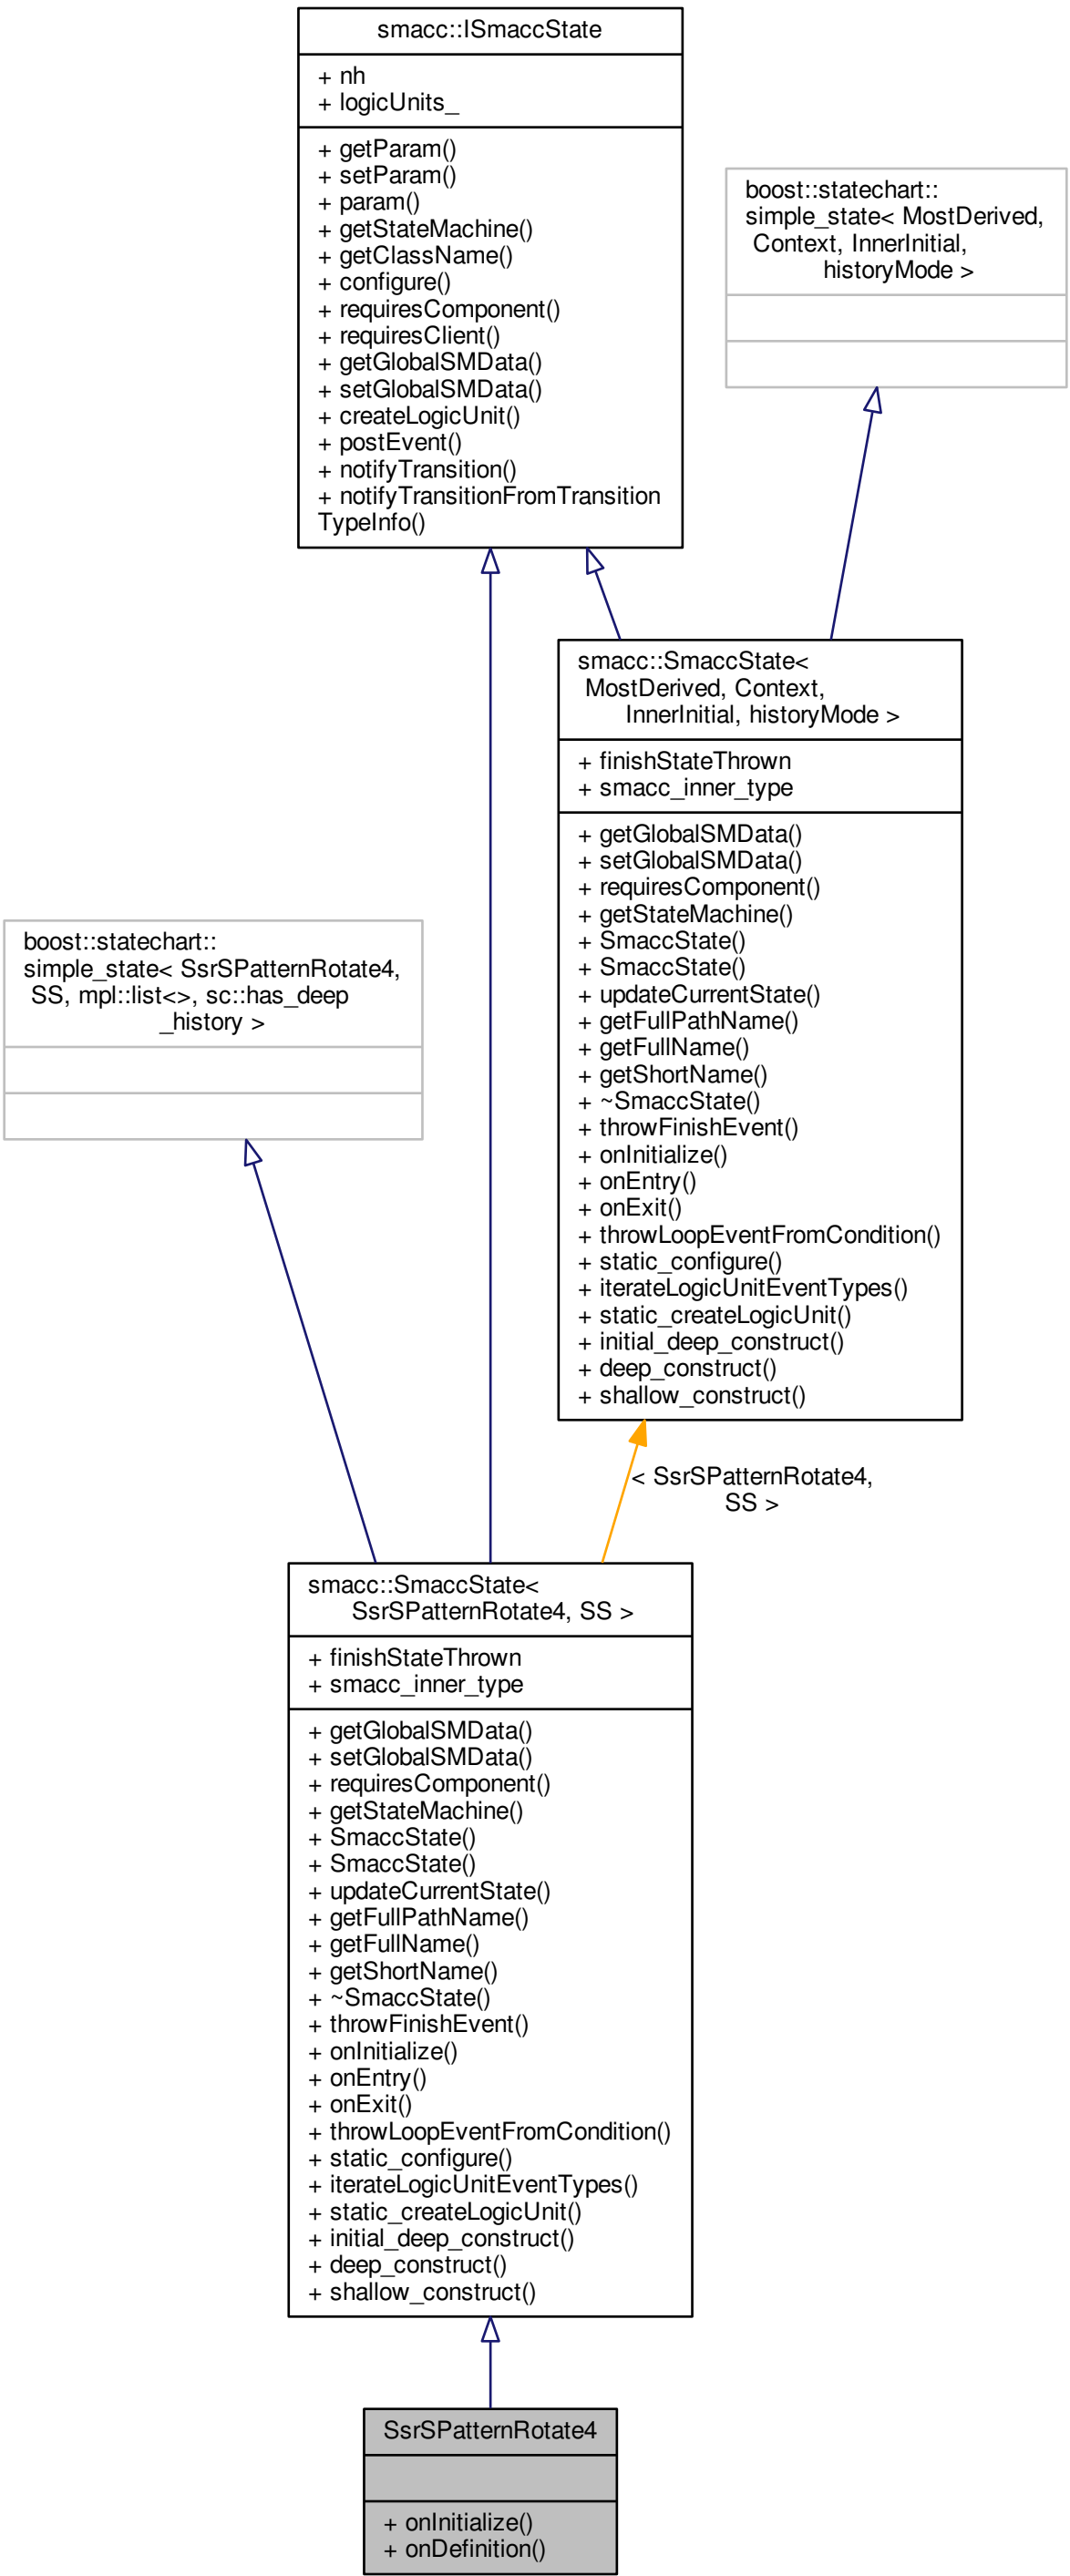 smacc::ISmaccState
+ nh
+ logicUnits_
+ getParam()
+ setParam()
+ param()
+ getStateMachine()
+ getClassName()
+ configure()
+ requiresComponent()
+ requiresClient()
+ getGlobalSMData()
+ setGlobalSMData()
+ createLogicUnit()
+ postEvent()
+ notifyTransition()
+ notifyTransitionFromTransition
TypeInfo()
boost::statechart::
simple_state< MostDerived,
Context, InnerInitial,
historyMode >
smacc::SmaccState<
MostDerived, Context,
InnerInitial, historyMode >
+ finishStateThrown
+ smacc_inner_type
+ getGlobalSMData()
+ setGlobalSMData()
+ requiresComponent()
+ getStateMachine()
+ SmaccState()
+ SmaccState()
+ updateCurrentState()
+ getFullPathName()
+ getFullName()
+ getShortName()
+ ~SmaccState()
+ throwFinishEvent()
+ onInitialize()
+ onEntry()
+ onExit()
+ throwLoopEventFromCondition()
+ static_configure()
+ iterateLogicUnitEventTypes()
+ static_createLogicUnit()
+ initial_deep_construct()
+ deep_construct()
+ shallow_construct()
boost::statechart::
simple_state< SsrSPatternRotate4,
SS, mpl::list<>, sc::has_deep
_history >
< SsrSPatternRotate4,
SS >
smacc::SmaccState<
SsrSPatternRotate4, SS >
+ finishStateThrown
+ smacc_inner_type
+ getGlobalSMData()
+ setGlobalSMData()
+ requiresComponent()
+ getStateMachine()
+ SmaccState()
+ SmaccState()
+ updateCurrentState()
+ getFullPathName()
+ getFullName()
+ getShortName()
+ ~SmaccState()
+ throwFinishEvent()
+ onInitialize()
+ onEntry()
+ onExit()
+ throwLoopEventFromCondition()
+ static_configure()
+ iterateLogicUnitEventTypes()
+ static_createLogicUnit()
+ initial_deep_construct()
+ deep_construct()
+ shallow_construct()
SsrSPatternRotate4
+ onInitialize()
+ onDefinition()